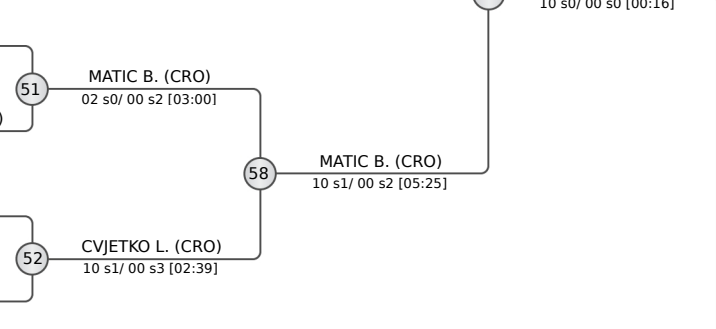 10 s0/ 00 s0 [00:16]
51
MATIC B. (CRO)
02 s0/ 00 s2 [03:00]
)
58
MATIC B. (CRO)
10 s1/ 00 s2 [05:25]
52
CVJETKO L. (CRO)
10 s1/ 00 s3 [02:39]